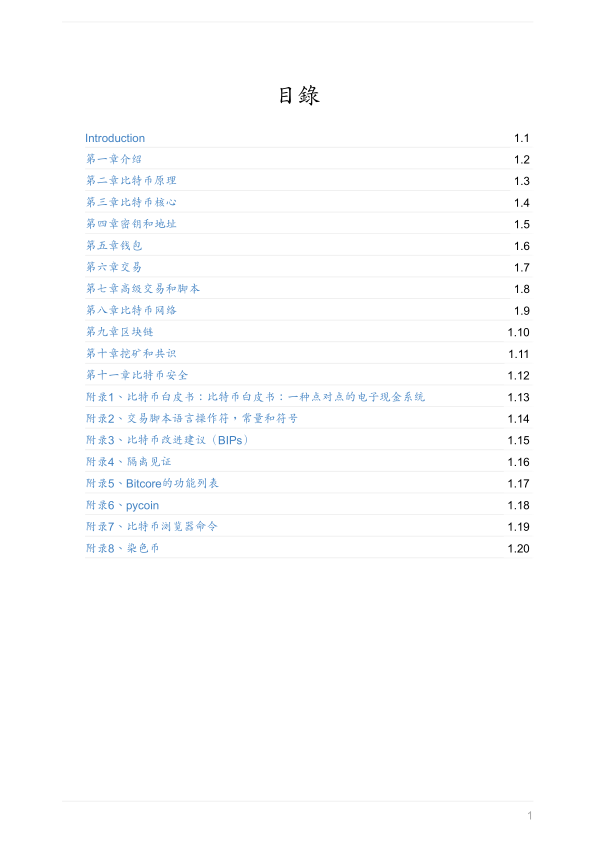 目錄
Introduction 1.1
第一章介绍 1.2
第二章比特币原理 1.3
第三章比特币核心 1.4
第四章密钥和地址 1.5
第五章钱包 1.6
第六章交易 1.7
第七章高级交易和脚本 1.8
第八章比特币网络 1.9
第九章区块链 1.10
第十章挖矿和共识 1.11
第十一章比特币安全 1.12
附录1、比特币白皮书：比特币白皮书：一种点对点的电子现金系统 1.13
附录2、交易脚本语言操作符，常量和符号 1.14
附录3、比特币改进建议（BIPs） 1.15
附录4、隔离见证 1.16
附录5、Bitcore的功能列表 1.17
附录6、pycoin 1.18
附录7、比特币浏览器命令 1.19
附录8、染色币 1.20
1